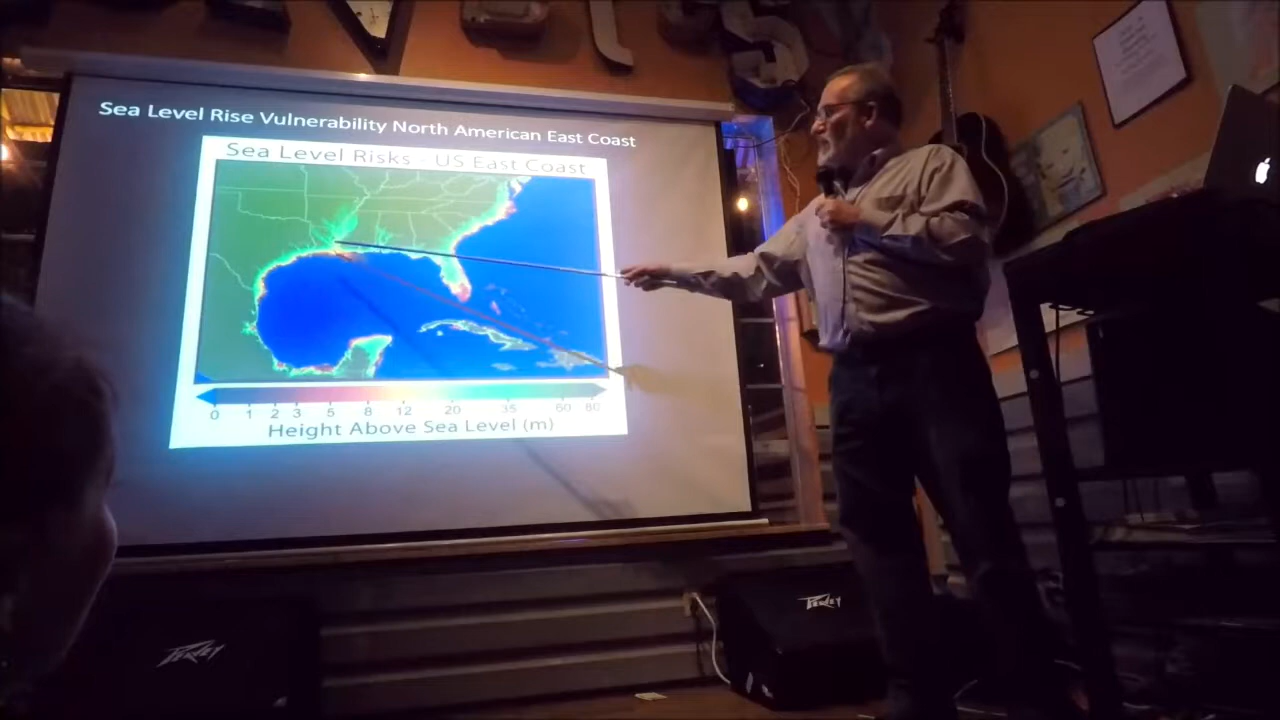 Sea Level Rise Vulnerability North American East Coast
Sea Level Risks - US East Coast
0 1 2 3 5 8 12 20 35 60 80
Height Above Sea Level (m)
PEAVEY
PEAVEY